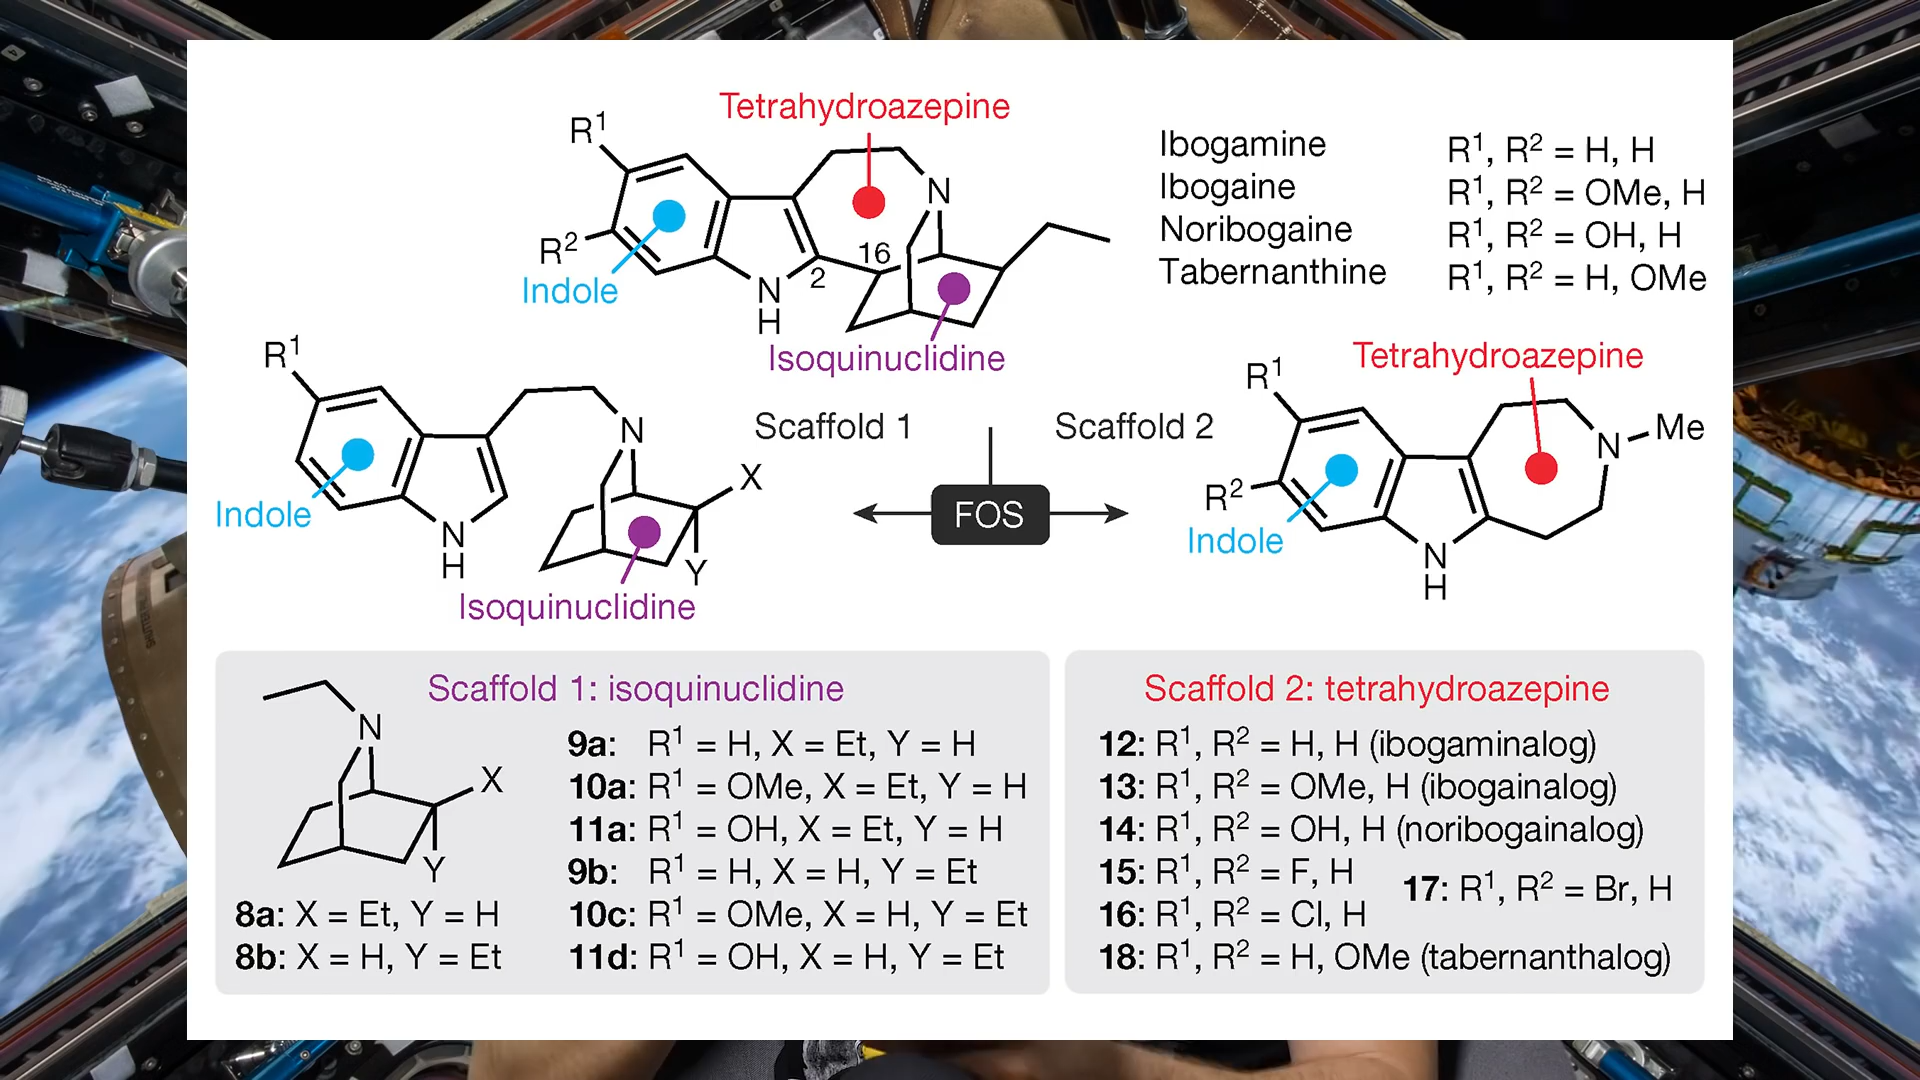 Tetrahydroazepine
R¹
R²
Indole
N
N
H
2
16
Isoquinuclidine
Ibogamine R¹, R² = H, H
Ibogaine R¹, R² = OMe, H
Noribogaine R¹, R² = OH, H
Tabernanthine R¹, R² = H, OMe
R¹
Indole
N
H
N
X
Y
Isoquinuclidine
Scaffold 1
Scaffold 2
FOS
Tetrahydroazepine
R¹
R²
Indole
N
H
N
Me
Scaffold 1: isoquinuclidine
N
X
Y
8a: X = Et, Y = H
8b: X = H, Y = Et
9a: R¹ = H, X = Et, Y = H
10a: R¹ = OMe, X = Et, Y = H
11a: R¹ = OH, X = Et, Y = H
9b: R¹ = H, X = H, Y = Et
10c: R¹ = OMe, X = H, Y = Et
11d: R¹ = OH, X = H, Y = Et
Scaffold 2: tetrahydroazepine
12: R¹, R² = H, H (ibogaminalog)
13: R¹, R² = OMe, H (ibogainalog)
14: R¹, R² = OH, H (noribogainalog)
15: R¹, R² = F, H
16: R¹, R² = Cl, H
17: R¹, R² = Br, H
18: R¹, R² = H, OMe (tabernanthalog)